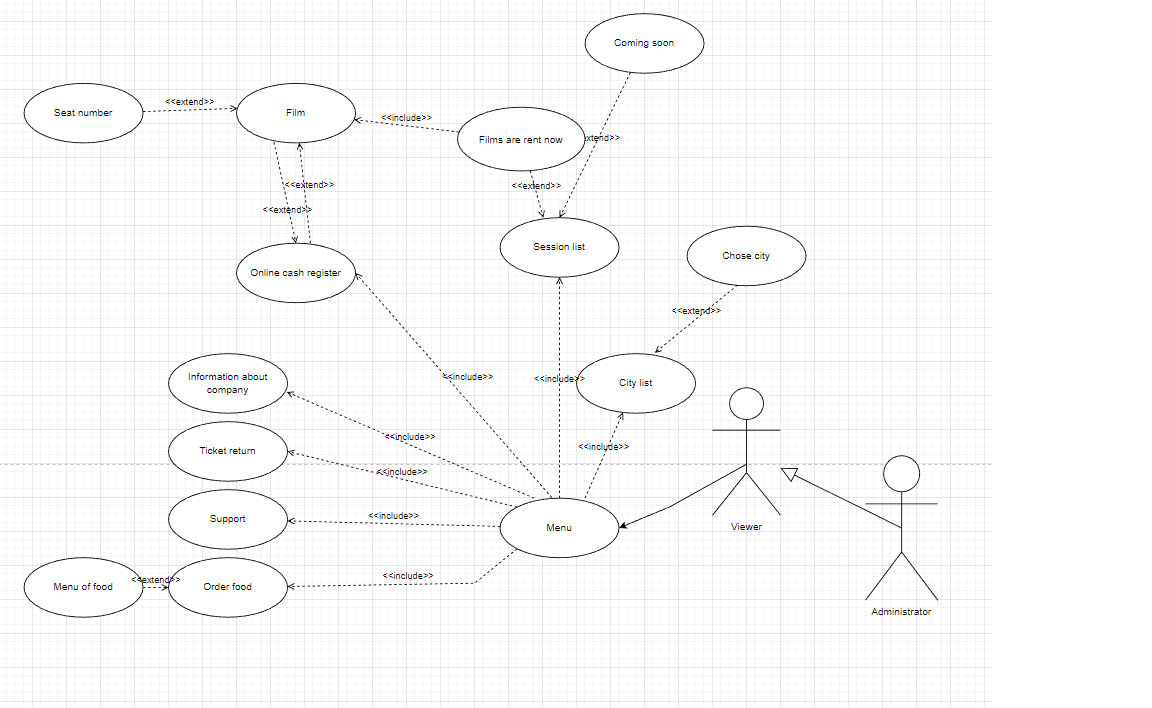 Coming soon
Seat number
<<extend>>
Film
<<include>>
Films are rent now
xtend>>
<<extend>>
<<extend>>
<<extend>>
Session list
Chose city
Online cash register
<<extend>>
Information about
company
<<include>>
<<include>>
City list
<<include>>
<<include>>
Ticket return
<<include>>
Support
<<include>>
Menu
Viewer
Menu of food
<<extend>>
Order food
<<include>>
Administrator